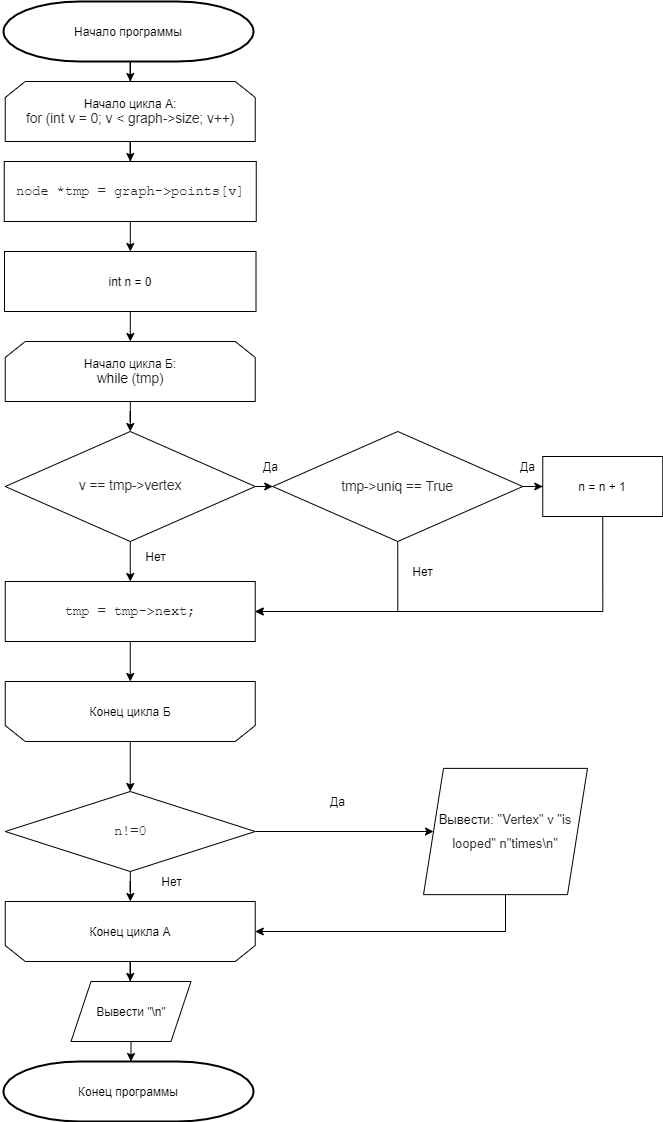 Начало программы
Начало цикла А:
for (int v = 0; v < graph->size; v++)
node *tmp = graph->points[v]
int n = 0
Начало цикла Б:
while (tmp)
v == tmp->vertex
Да
tmp->uniq == True
Да
n = n + 1
Нет
Нет
tmp = tmp->next;
Конец цикла Б
n!=0
Да
Вывести: "Vertex" v "is
looped" n"times\n"
Нет
Конец цикла А
Вывести "\n"
Конец программы